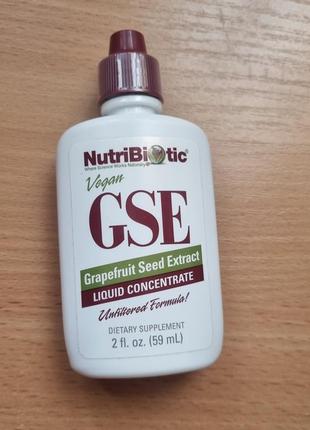 NutriBiotic®
Where Science Works Naturally®
Vegan
GSE
Grapefruit Seed Extract
LIQUID CONCENTRATE
Unfiltered Formula!
DIETARY SUPPLEMENT
2 fl. oz. (59 mL)